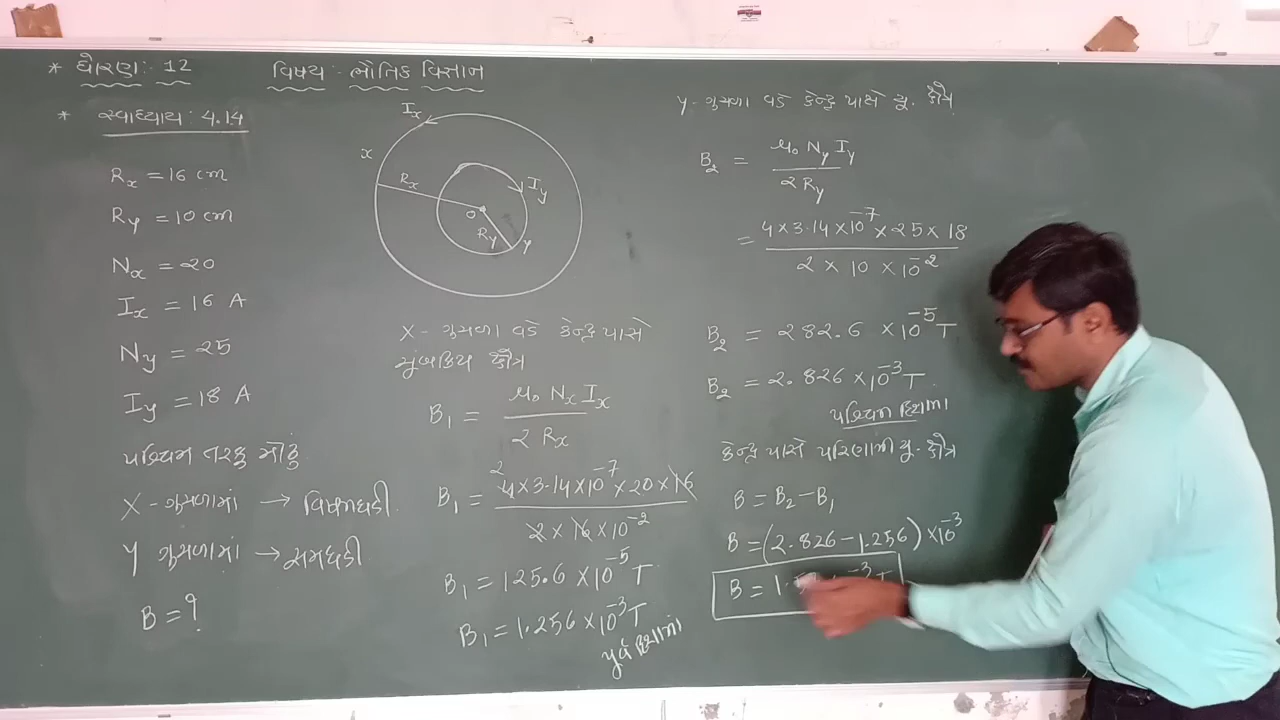 * ધોરણ:- 12
વિષય:- ભૌતિક વિજ્ઞાન
* સ્વાધ્યાય: 4.14
Rx = 16 cm
Ry = 10 cm
Nx = 20
Ix = 16 A
Ny = 25
Iy = 18 A
પશ્ચિમ તરફ મોં
X - ગૂંચળામાં → વિષમઘડી
Y ગૂંચળામાં → સમઘડી
B = ?
Ix
x
Rx
Iy
O
Ry
y
X - ગૂંચળા વડે કેન્દ્ર પાસે
ચુંબકીય ક્ષેત્ર
B₁ = μ₀ Nx Ix / 2 Rx
B₁ = 2 4×3.14×10⁻⁷×20×16 / 2 × 16 × 10⁻²
B₁ = 125.6 × 10⁻⁵ T
B₁ = 1.256 × 10⁻³ T
પૂર્વ દિશામાં
y - ગૂંચળા વડે કેન્દ્ર પાસે ચુ. ક્ષેત્ર
B₂ = μ₀ Ny Iy / 2 Ry
= 4×3.14×10⁻⁷×25×18 / 2 × 10 × 10⁻²
B₂ = 282.6 × 10⁻⁵ T
B₂ = 2.826 × 10⁻³ T
પશ્ચિમ દિશામાં
કેન્દ્ર પાસે પરિણામી ચુ. ક્ષેત્ર
B = B₂ - B₁
B = (2.826 - 1.256) × 10⁻³
B = 1. ⁻³ T